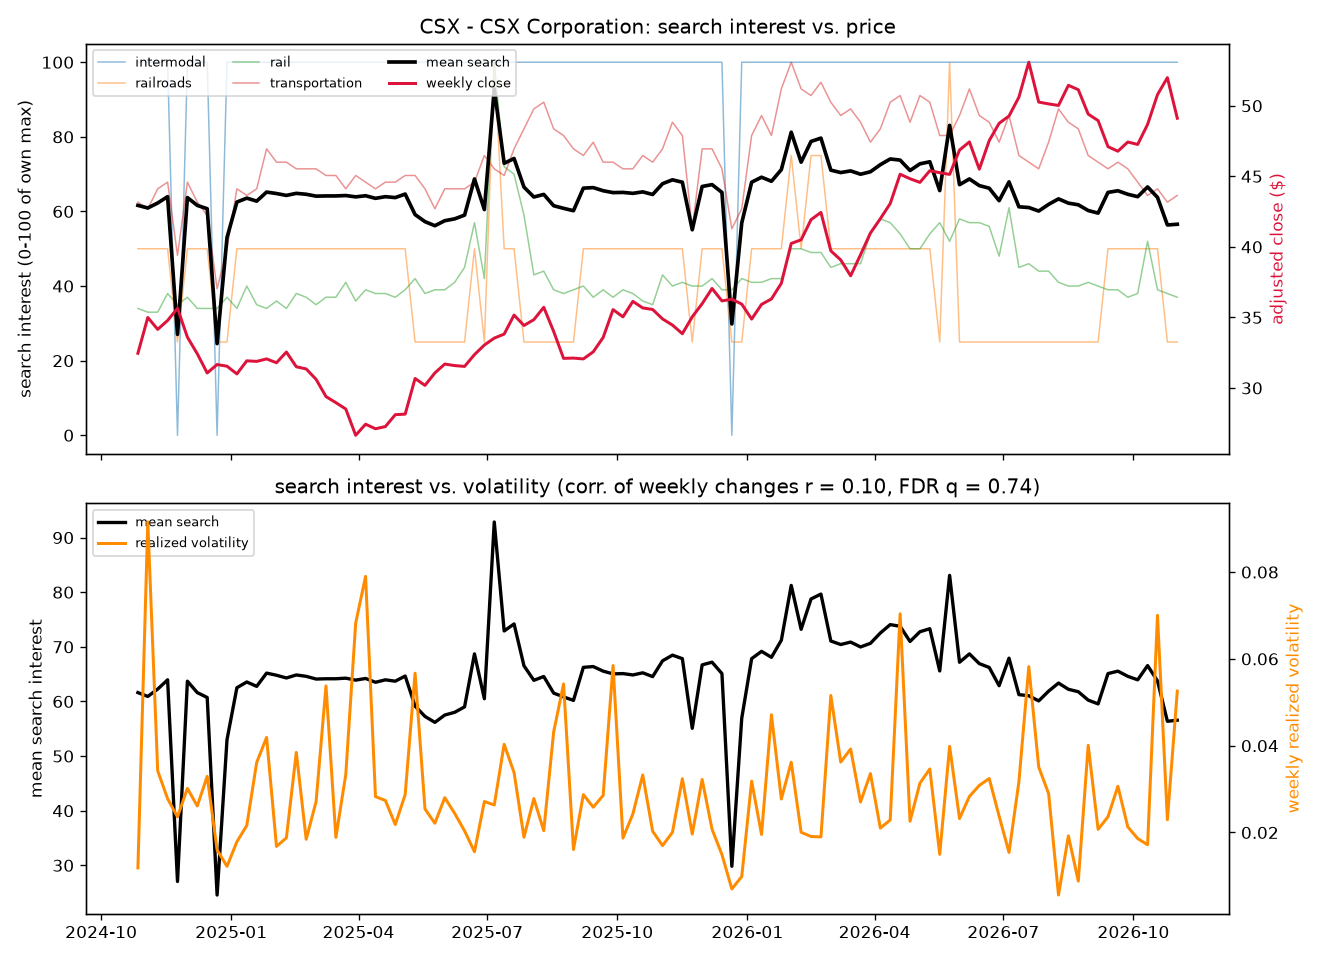 CSX - CSX Corporation: search interest vs. price
intermodal
railroads
rail
transportation
mean search
weekly close
search interest (0-100 of own max)
100
80
60
40
20
0
adjusted close ($)
50
45
40
35
30
search interest vs. volatility (corr. of weekly changes r = 0.10, FDR q = 0.74)
mean search
realized volatility
mean search interest
90
80
70
60
50
40
30
weekly realized volatility
0.08
0.06
0.04
0.02
2024-10
2025-01
2025-04
2025-07
2025-10
2026-01
2026-04
2026-07
2026-10